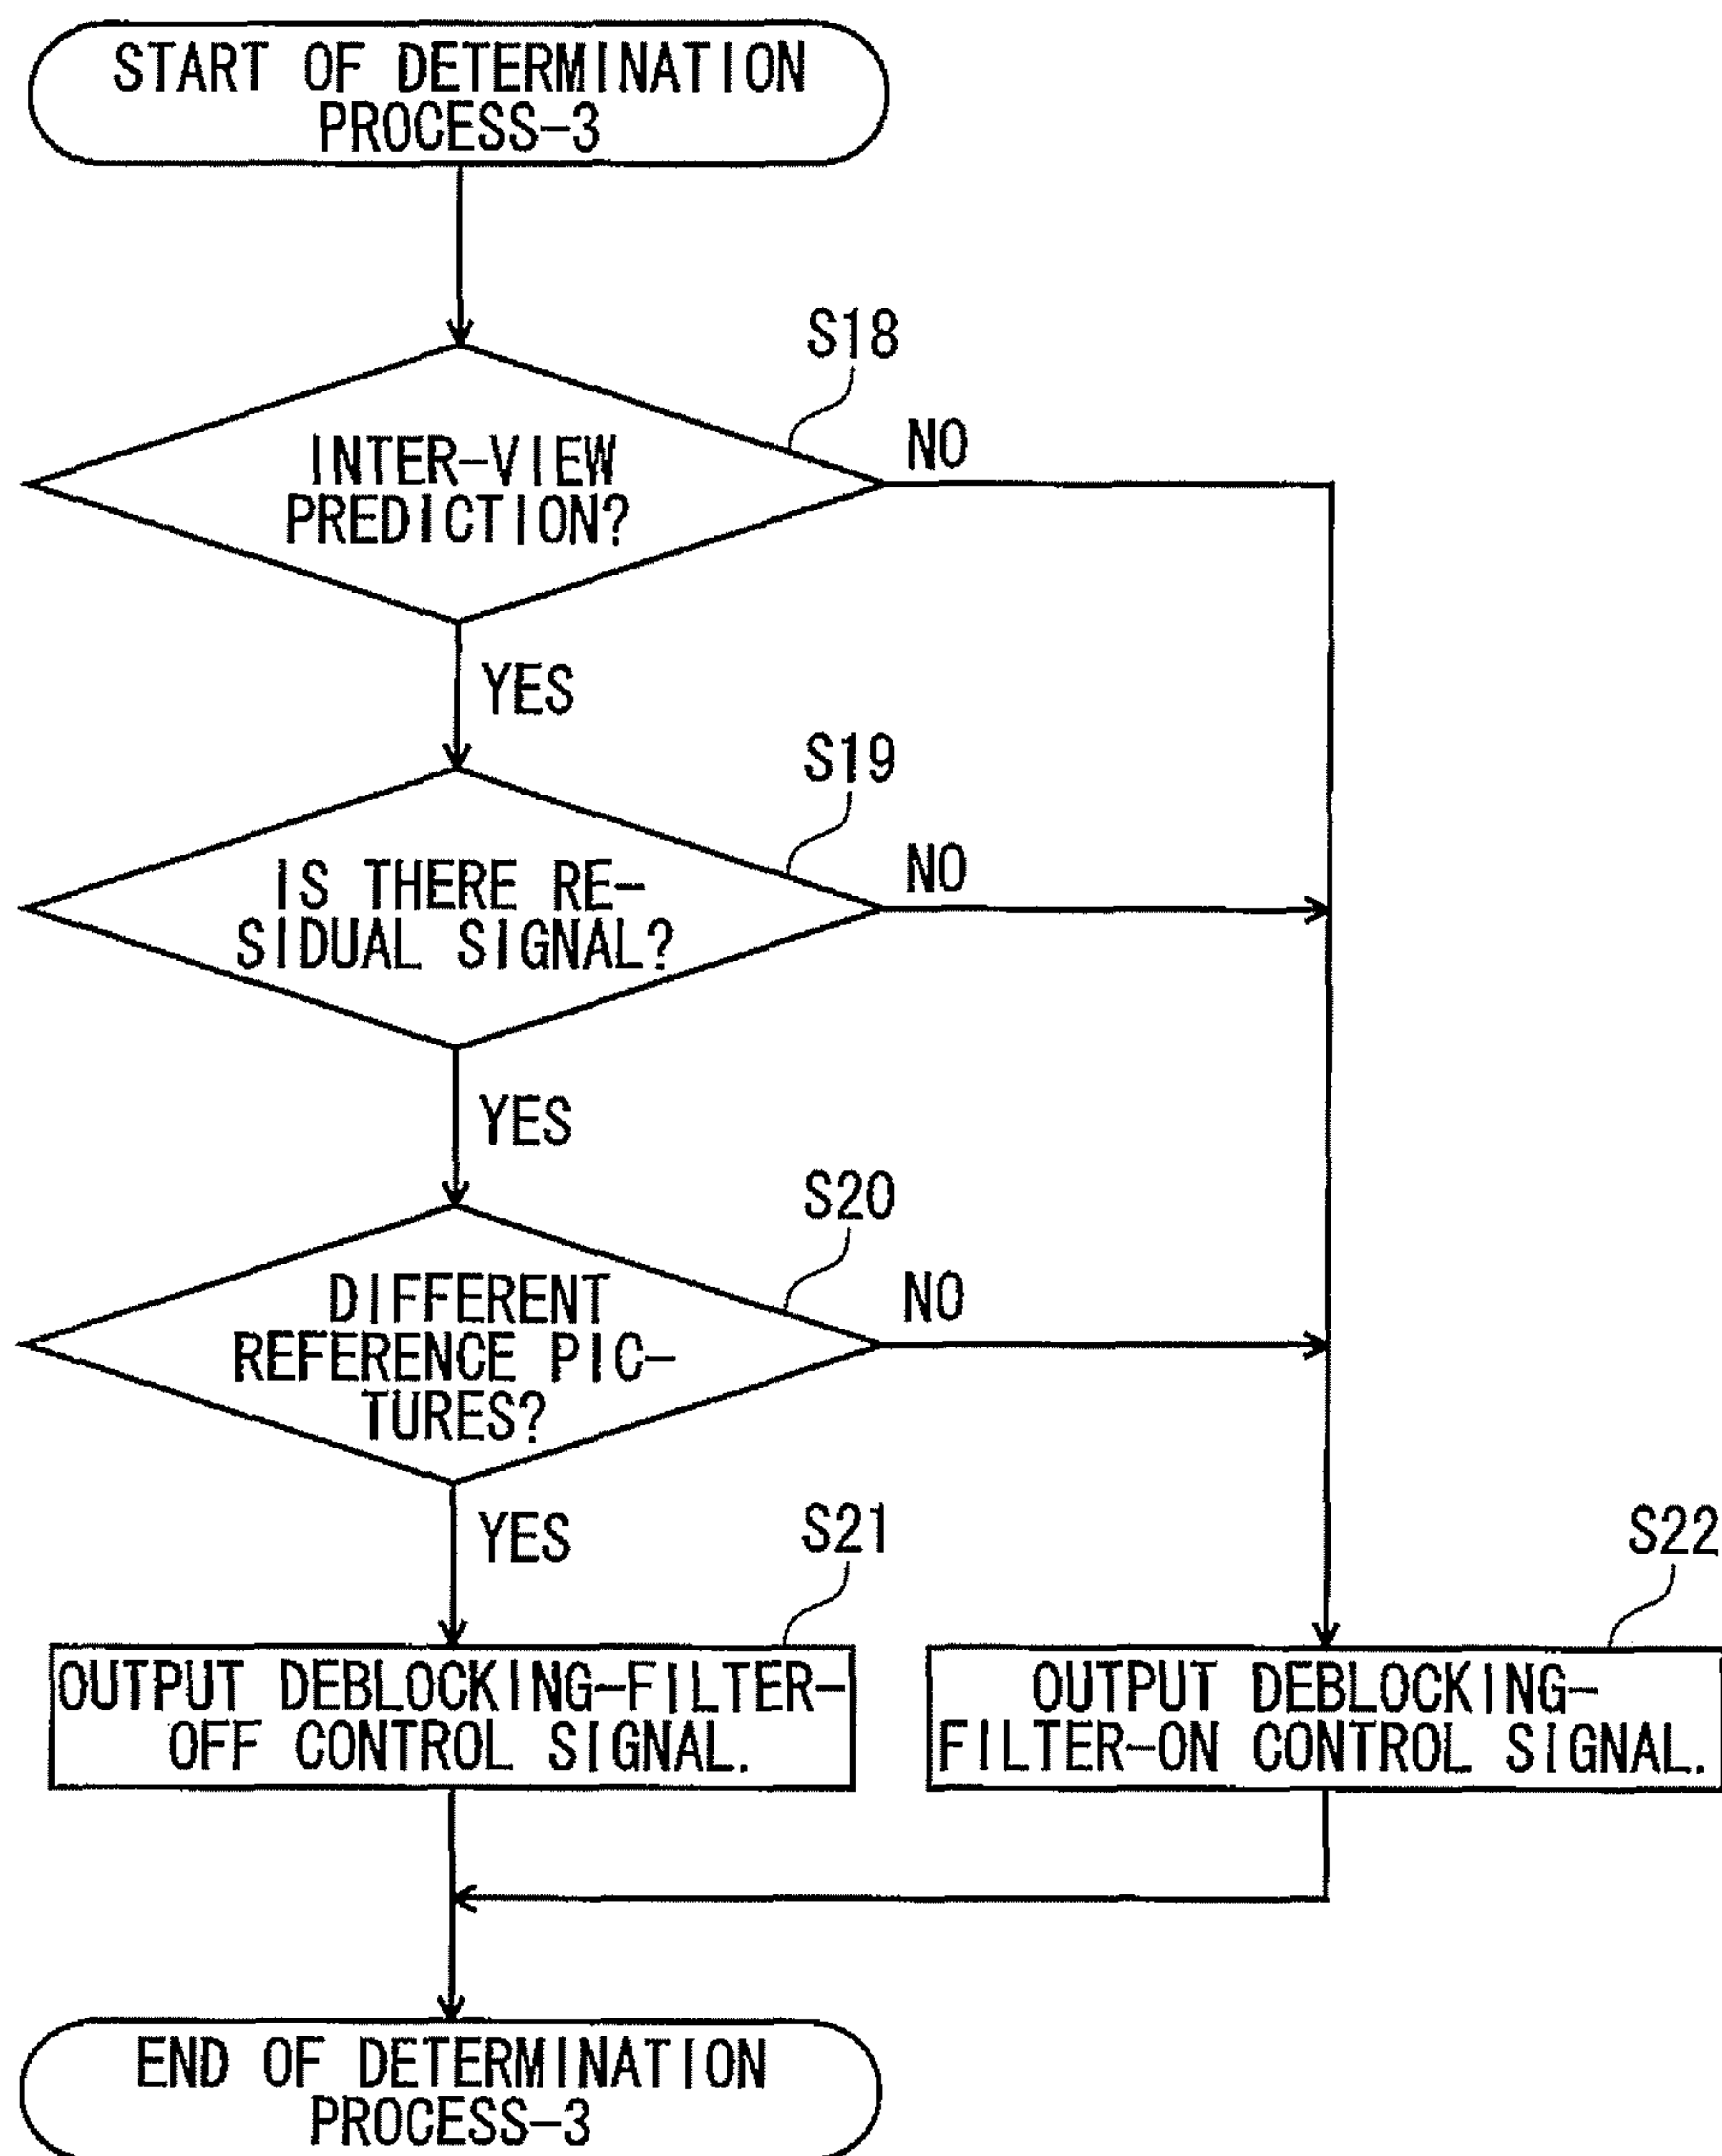 START OF DETERMINATION
PROCESS-3
S18
INTER-VIEW
PREDICTION?
NO
YES
S19
IS THERE RE-
SIDUAL SIGNAL?
NO
YES
S20
DIFFERENT
REFERENCE PIC-
TURES?
NO
YES
S21
OUTPUT DEBLOCKING-FILTER-
OFF CONTROL SIGNAL.
S22
OUTPUT DEBLOCKING-
FILTER-ON CONTROL SIGNAL.
END OF DETERMINATION
PROCESS-3